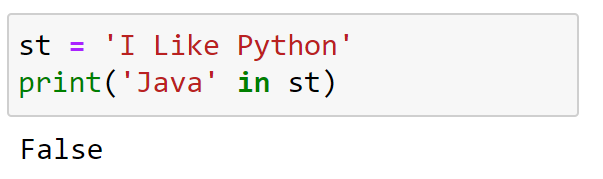 st = 'I Like Python'
print('Java' in st)
False